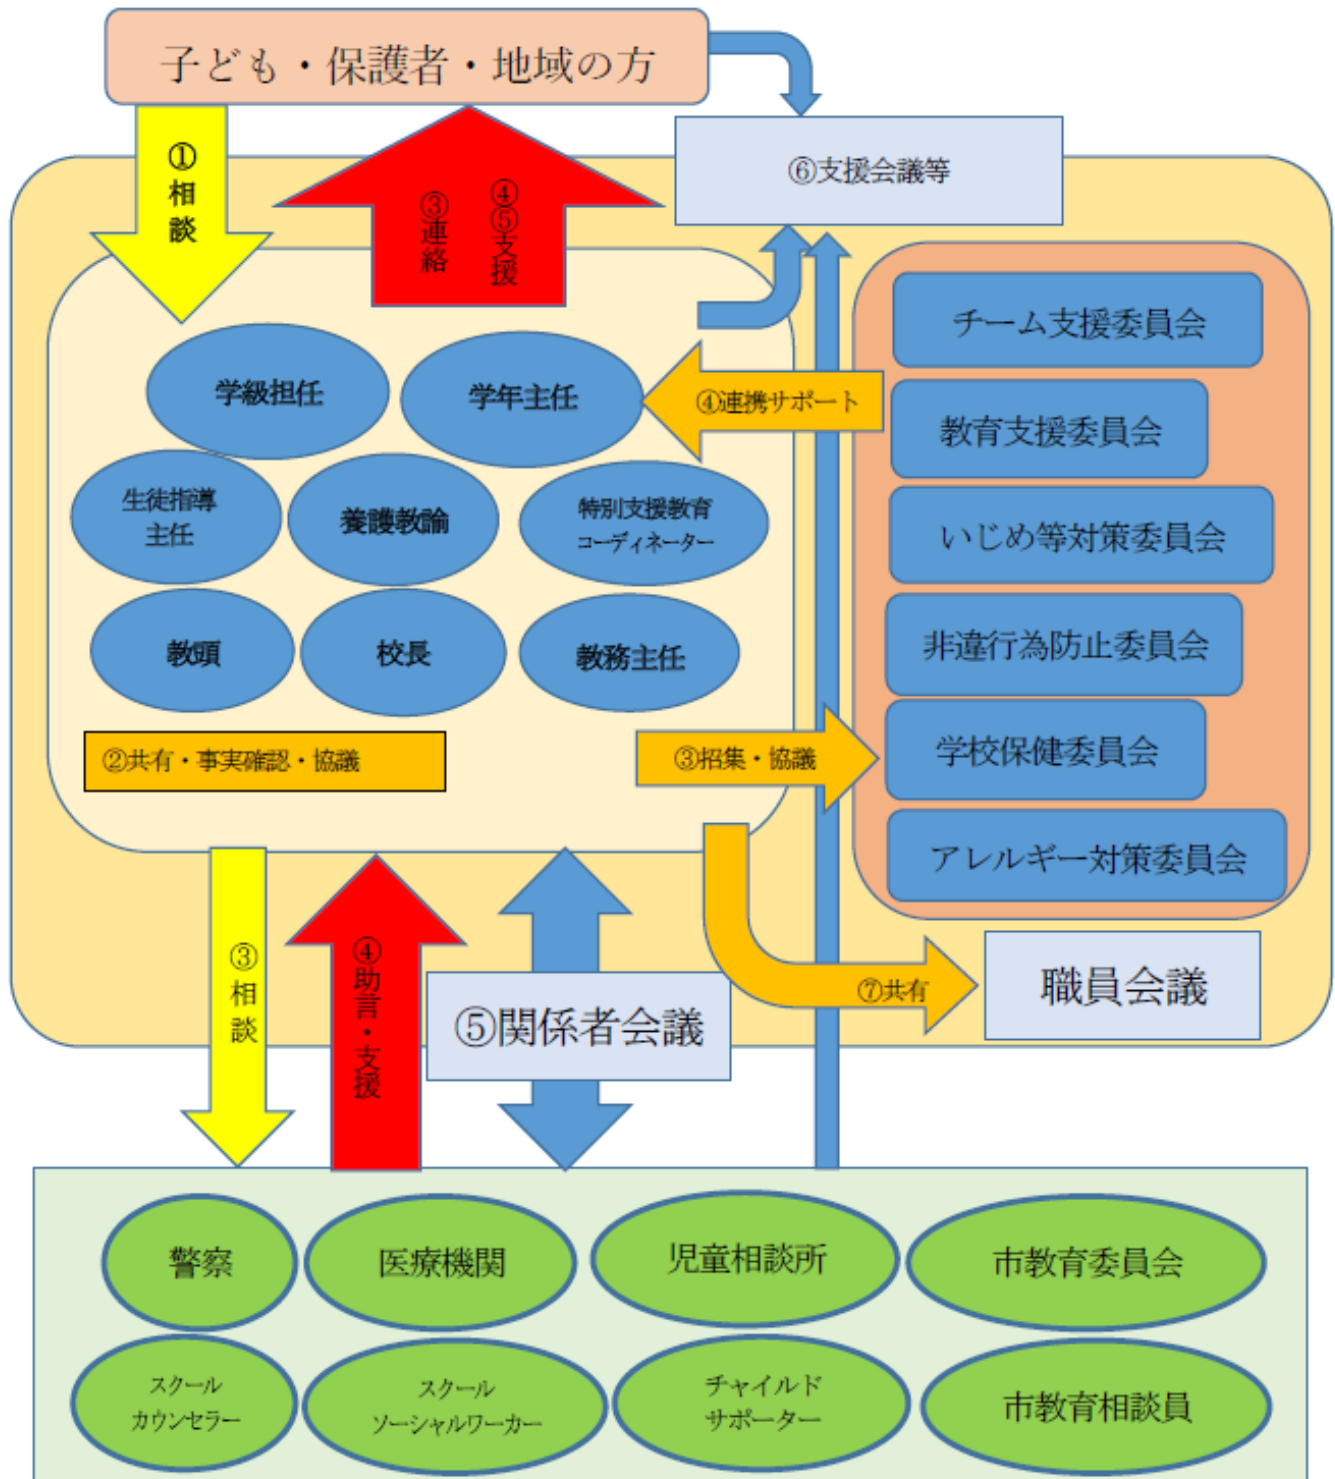 子ども・保護者・地域の方
①相談
③連絡
④⑤支援
⑥支援会議等
学級担任
学年主任
④連携サポート
生徒指導
主任
養護教諭
特別支援教育
コーディネーター
教頭
校長
教務主任
②共有・事実確認・協議
③招集・協議
チーム支援委員会
教育支援委員会
いじめ等対策委員会
非違行為防止委員会
学校保健委員会
アレルギー対策委員会
③相談
④助言・支援
⑤関係者会議
⑦共有
職員会議
警察
医療機関
児童相談所
市教育委員会
スクール
カウンセラー
スクール
ソーシャルワーカー
チャイルド
サポーター
市教育相談員